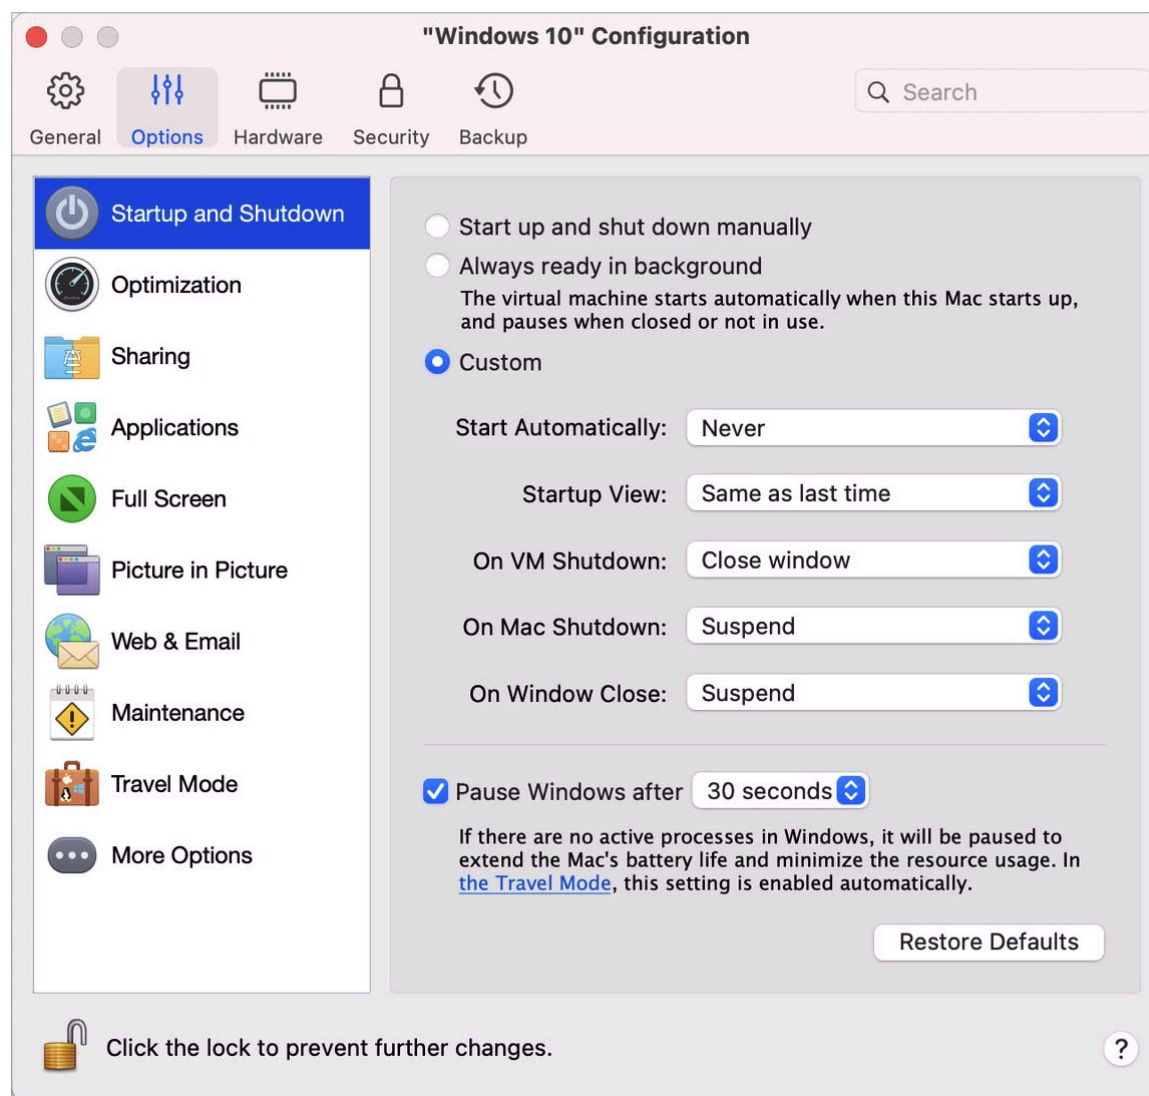 "Windows 10" Configuration
General
Options
Hardware
Security
Backup
Search
Startup and Shutdown
Optimization
Sharing
Applications
Full Screen
Picture in Picture
Web & Email
Maintenance
Travel Mode
More Options
Start up and shut down manually
Always ready in background
The virtual machine starts automatically when this Mac starts up,
and pauses when closed or not in use.
Custom
Start Automatically: Never
Startup View: Same as last time
On VM Shutdown: Close window
On Mac Shutdown: Suspend
On Window Close: Suspend
Pause Windows after 30 seconds
If there are no active processes in Windows, it will be paused to
extend the Mac's battery life and minimize the resource usage. In
the Travel Mode, this setting is enabled automatically.
Restore Defaults
Click the lock to prevent further changes.
?